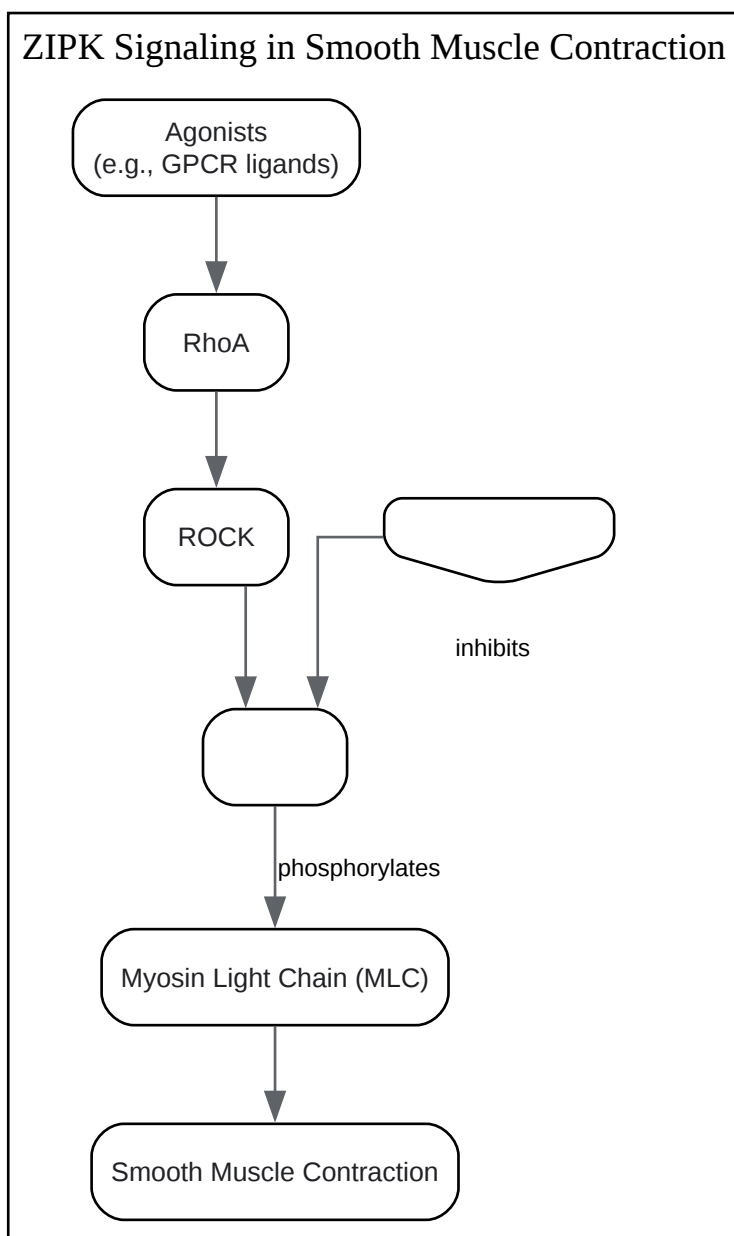 ZIPK Signaling in Smooth Muscle Contraction
Agonists
(e.g., GPCR ligands)
RhoA
ROCK
inhibits
phosphorylates
Myosin Light Chain (MLC)
Smooth Muscle Contraction